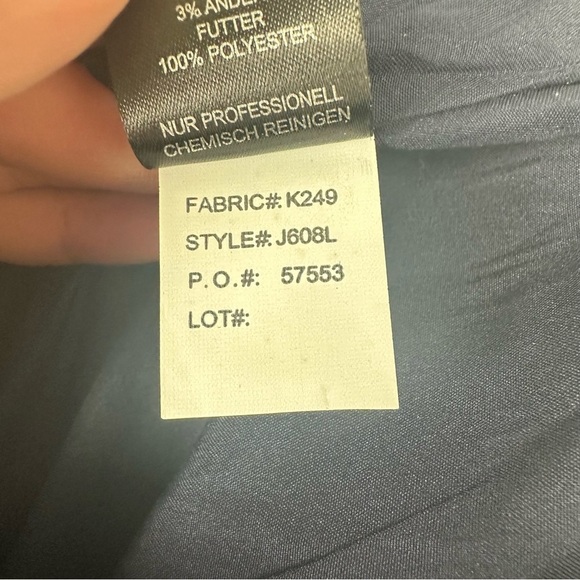 3% ANDE
FUTTER
100% POLYESTER
NUR PROFESSIONELL
CHEMISCH REINIGEN
FABRIC#: K249
STYLE#: J608L
P.O.#: 57553
LOT#: